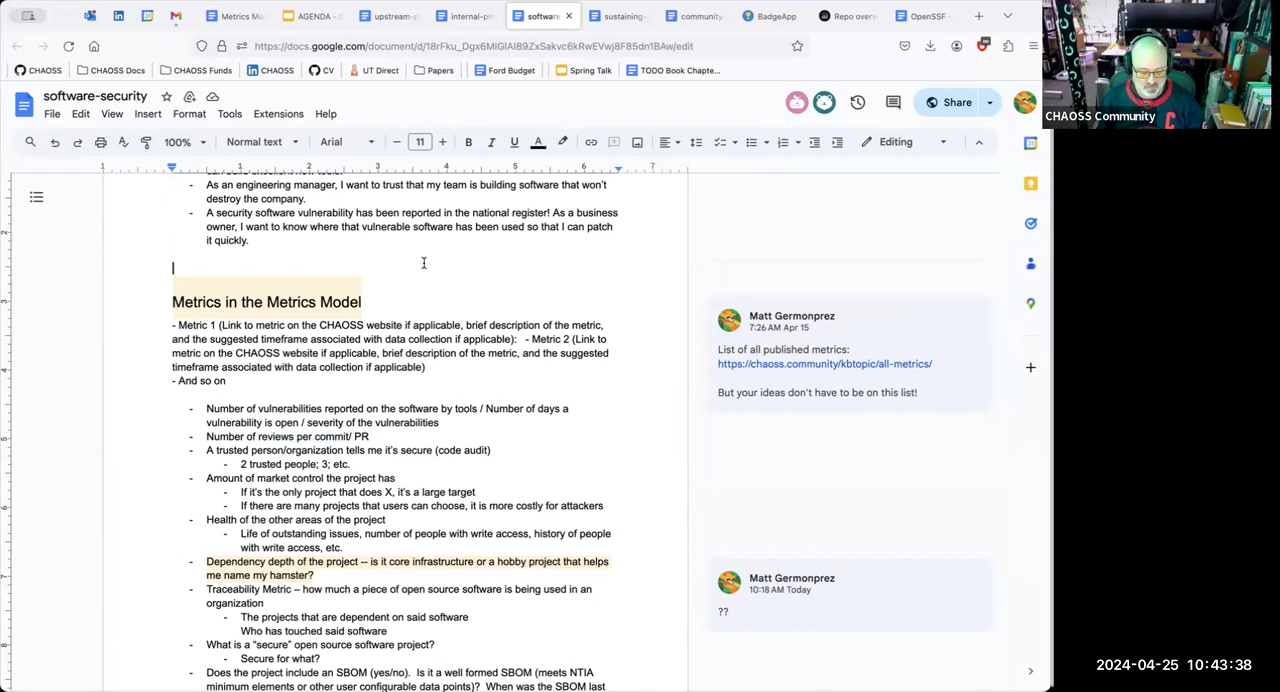 Metrics Mo
AGENDA -
upstream-p
internal-pro
software
sustaining-
community
BadgeApp
Repo over
OpenSSF
https://docs.google.com/document/d/18rFku_Dgx6MIGIAI89ZxSakvc6kRwEVwj8F85dn1BAw/edit
CHAOSS
CHAOSS Docs
CHAOSS Funds
CHAOSS
CV
UT Direct
Papers
Ford Budget
Spring Talk
TODO Book Chapte...
CHAOSS Community
software-security
File Edit View Insert Format Tools Extensions Help
Share
100% Normal text Arial 11 Editing
1 1 2 3 4 5 6 7
- As an engineering manager, I want to trust that my team is building software that won't
destroy the company.
- A security software vulnerability has been reported in the national register! As a business
owner, I want to know where that vulnerable software has been used so that I can patch
it quickly.
Metrics in the Metrics Model
- Metric 1 (Link to metric on the CHAOSS website if applicable, brief description of the metric,
and the suggested timeframe associated with data collection if applicable): - Metric 2 (Link to
metric on the CHAOSS website if applicable, brief description of the metric, and the suggested
timeframe associated with data collection if applicable)
- And so on
- Number of vulnerabilities reported on the software by tools / Number of days a
vulnerability is open / severity of the vulnerabilities
- Number of reviews per commit/ PR
- A trusted person/organization tells me it's secure (code audit)
- 2 trusted people; 3; etc.
- Amount of market control the project has
- If it's the only project that does X, it's a large target
- If there are many projects that users can choose, it is more costly for attackers
- Health of the other areas of the project
- Life of outstanding issues, number of people with write access, history of people
with write access, etc.
- Dependency depth of the project -- is it core infrastructure or a hobby project that helps
me name my hamster?
- Traceability Metric – how much a piece of open source software is being used in an
organization
- The projects that are dependent on said software
Who has touched said software
- What is a “secure” open source software project?
- Secure for what?
- Does the project include an SBOM (yes/no). Is it a well formed SBOM (meets NTIA
minimum elements or other user configurable data points)? When was the SBOM last
Matt Germonprez
7:26 AM Apr 15
List of all published metrics:
https://chaoss.community/kbtopic/all-metrics/
But your ideas don't have to be on this list!
Matt Germonprez
10:18 AM Today
??
2024-04-25 10:43:38